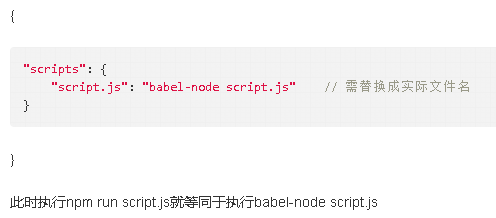 {
"scripts": {
"script.js": "babel-node script.js" // 需替换成实际文件名
}
}
此时执行npm run script.js就等同于执行babel-node script.js